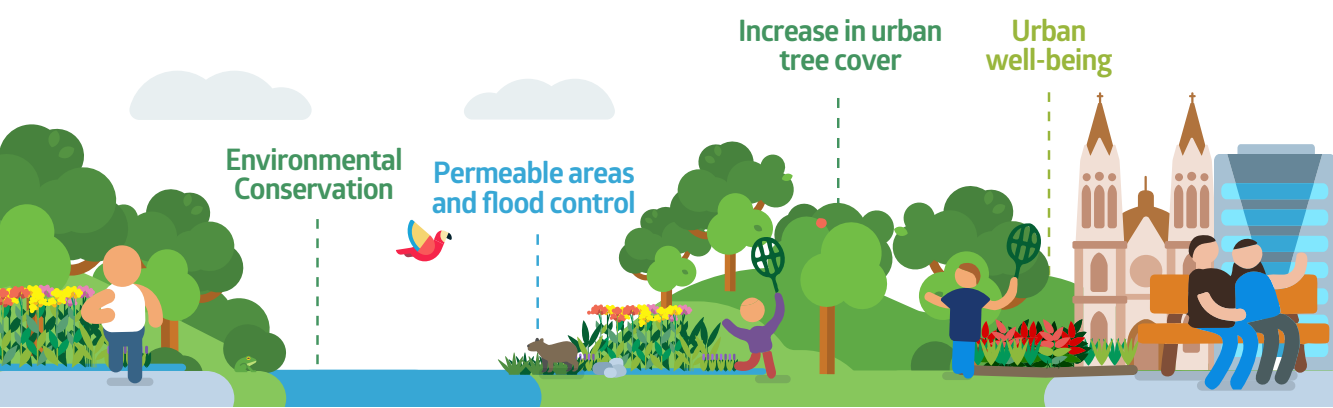 Environmental
Conservation
Permeable areas
and flood control
Increase in urban
tree cover
Urban
well-being